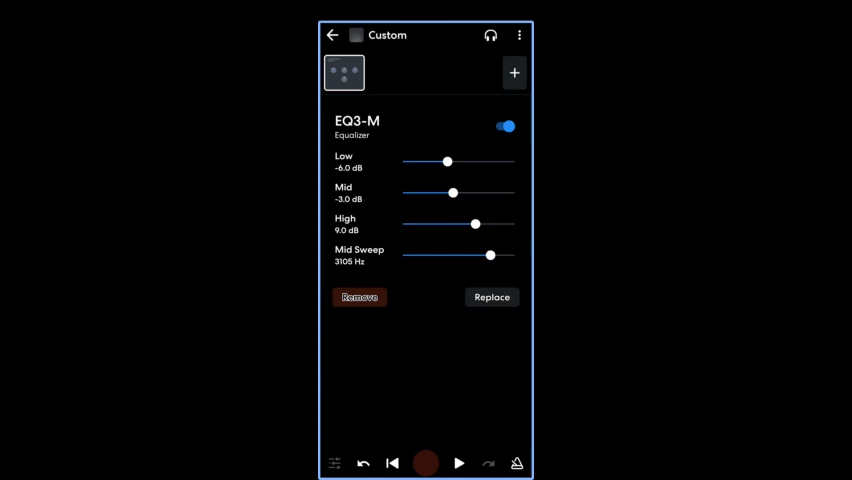 Custom
EQ3-M
Equalizer
Low
-6.0 dB
Mid
-3.0 dB
High
9.0 dB
Mid Sweep
3105 Hz
Remove
Replace